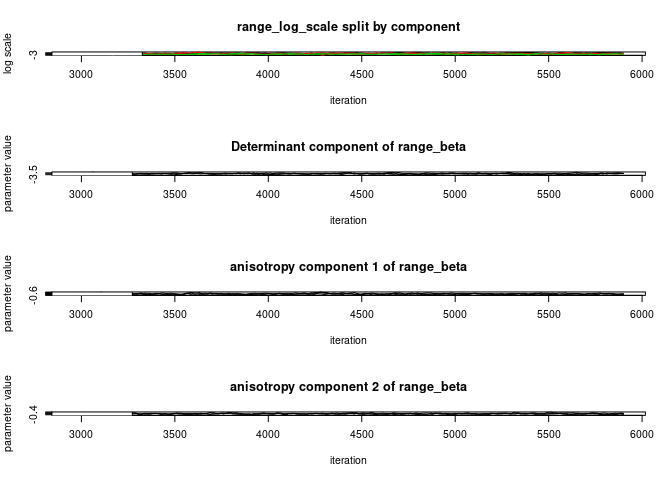 range_log_scale split by component
log scale
-3
3000 3500 4000 4500 5000 5500 6000
iteration
Determinant component of range_beta
parameter value
-3.5
3000 3500 4000 4500 5000 5500 6000
iteration
anisotropy component 1 of range_beta
parameter value
-0.6
3000 3500 4000 4500 5000 5500 6000
iteration
anisotropy component 2 of range_beta
parameter value
-0.4
3000 3500 4000 4500 5000 5500 6000
iteration